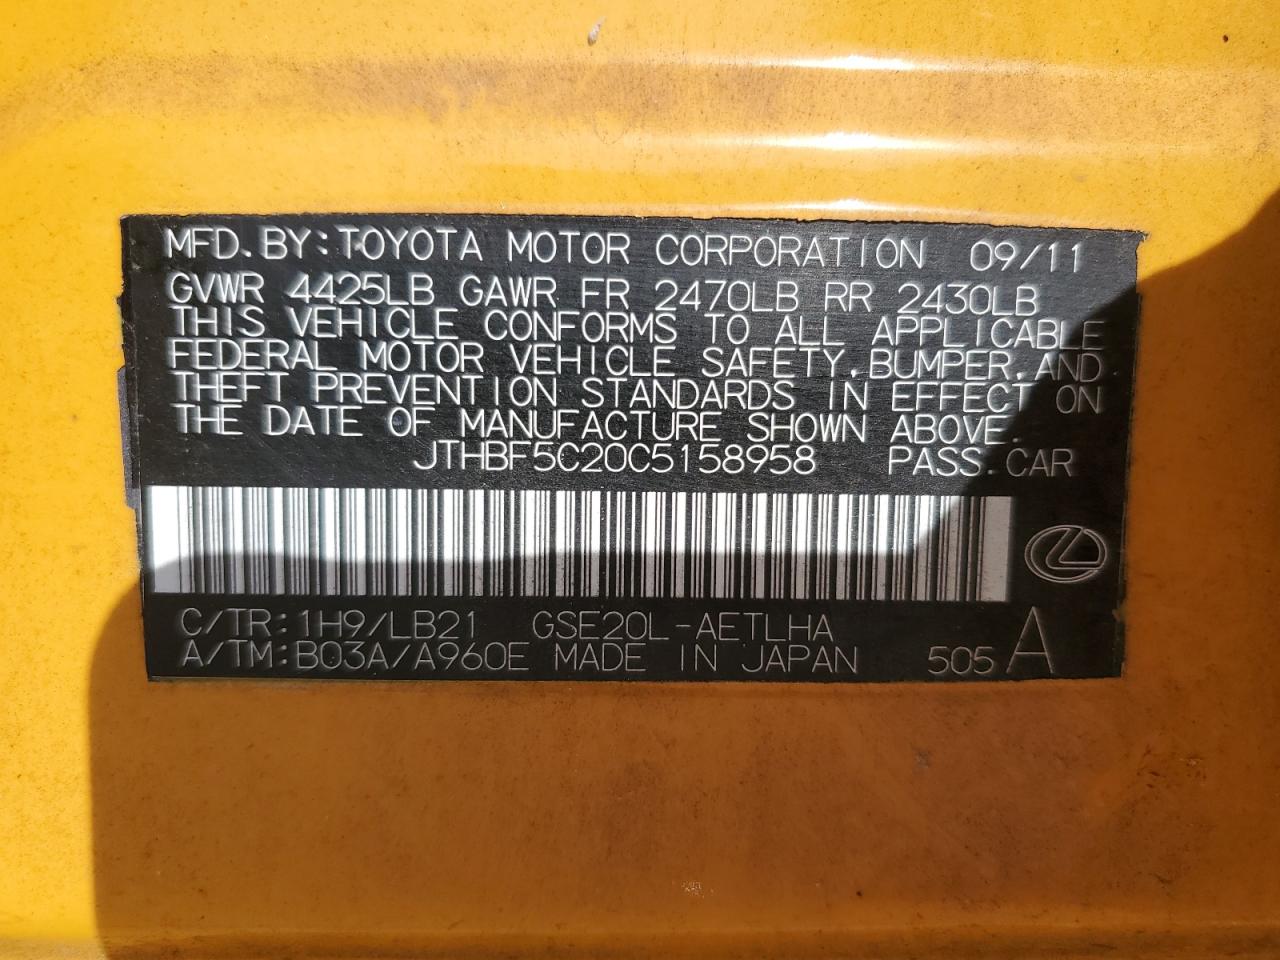 MFD.BY:TOYOTA MOTOR CORPORATION 09/11
GVWR 4425LB GAWR FR 2470LB RR 2430LB
THIS VEHICLE CONFORMS TO ALL APPLICABLE
FEDERAL MOTOR VEHICLE SAFETY,BUMPER,AND
THEFT PREVENTION STANDARDS IN EFFECT ON
THE DATE OF MANUFACTURE SHOWN ABOVE.
JTHBF5C20C5158958 PASS.CAR
C/TR:1H9/LB21 GSE20L-AETLHA
A/TM:B03A/A960E MADE IN JAPAN 505 A